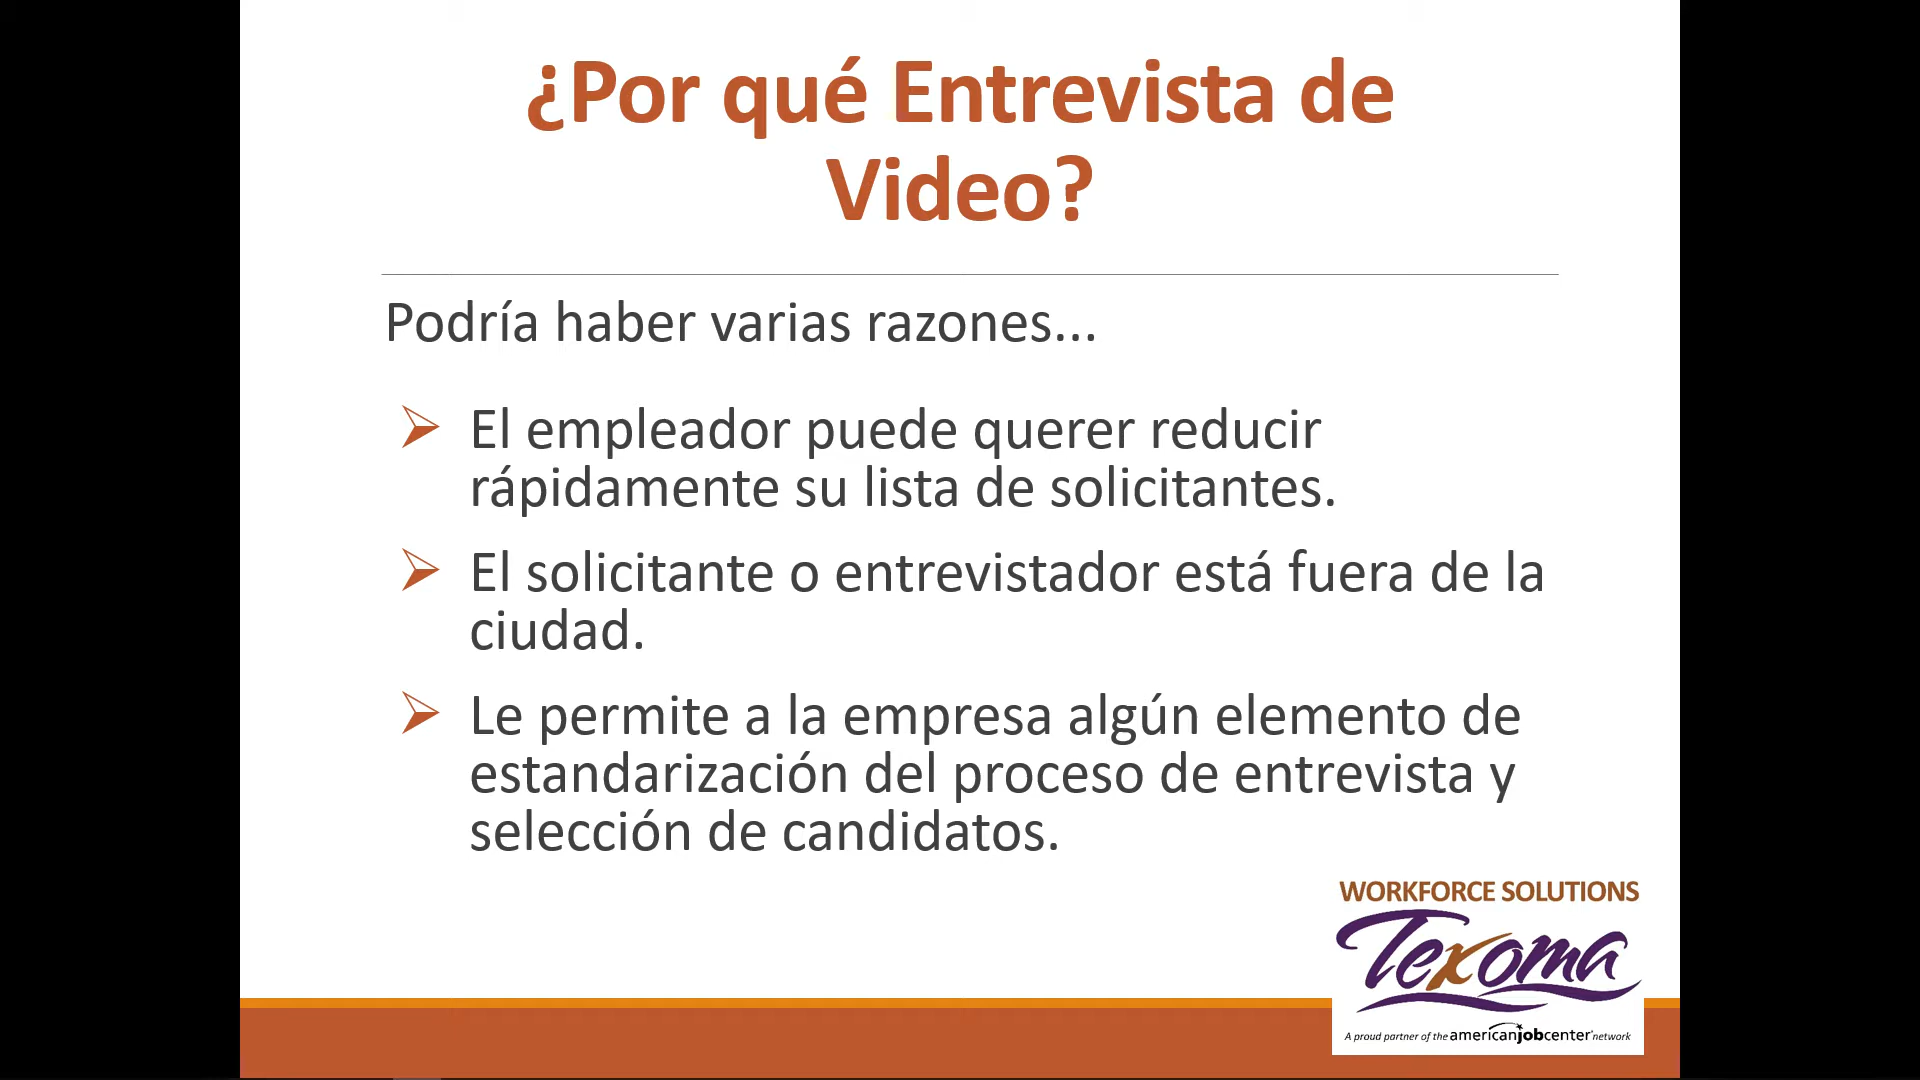 ¿Por qué Entrevista de
Video?
Podría haber varias razones...
El empleador puede querer reducir
rápidamente su lista de solicitantes.
El solicitante o entrevistador está fuera de la
ciudad.
Le permite a la empresa algún elemento de
estandarización del proceso de entrevista y
selección de candidatos.
WORKFORCE SOLUTIONS
Texoma
A proud partner of the americanjobcenter network